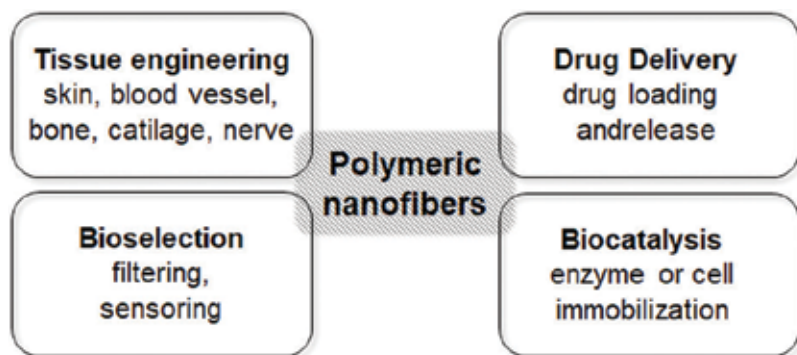 Tissue engineering
skin, blood vessel,
bone, catilage, nerve
Drug Delivery
drug loading
andrelease
Polymeric
nanofibers
Bioselection
filtering,
sensoring
Biocatalysis
enzyme or cell
immobilization